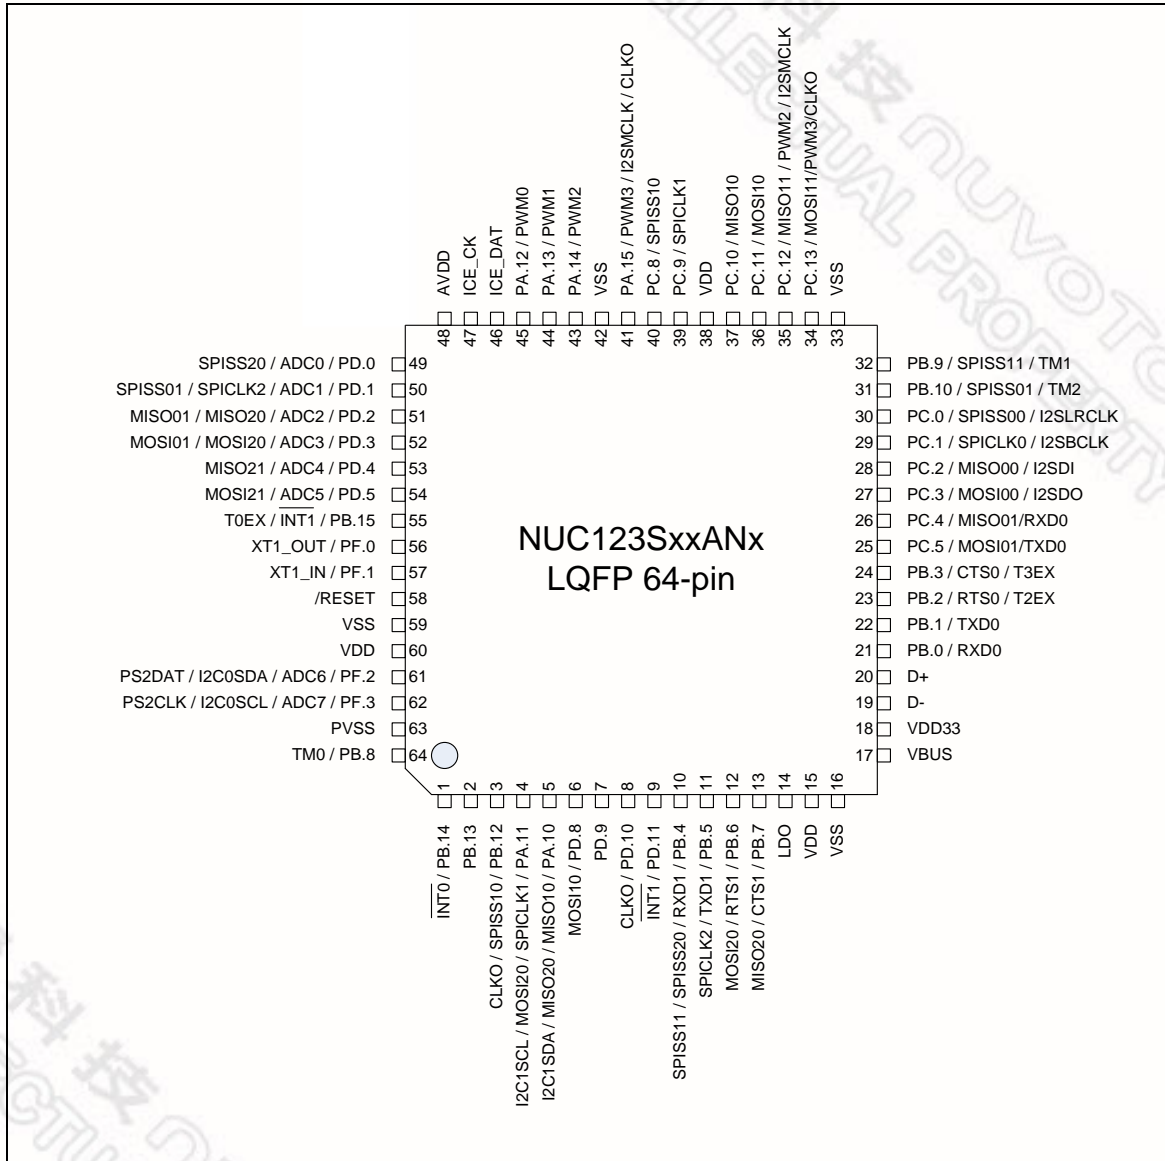 AVDD
ICE_CK
ICE_DAT
PA.12 / PWM0
PA.13 / PWM1
PA.14 / PWM2
VSS
PA.15 / PWM3 / I2SMCLK / CLKO
PC.8 / SPISS10
PC.9 / SPICLK1
VDD
PC.10 / MISO10
PC.11 / MOSI10
PC.12 / MISO11 / PWM2 / I2SMCLK
PC.13 / MOSI11/PWM3/CLKO
VSS
48 47 46 45 44 43 42 41 40 39 38 37 36 35 34 33
SPISS20 / ADC0 / PD.0 49
SPISS01 / SPICLK2 / ADC1 / PD.1 50
MISO01 / MISO20 / ADC2 / PD.2 51
MOSI01 / MOSI20 / ADC3 / PD.3 52
MISO21 / ADC4 / PD.4 53
MOSI21 / ADC5 / PD.5 54
T0EX / INT1 / PB.15 55
XT1_OUT / PF.0 56
XT1_IN / PF.1 57
/RESET 58
VSS 59
VDD 60
PS2DAT / I2C0SDA / ADC6 / PF.2 61
PS2CLK / I2C0SCL / ADC7 / PF.3 62
PVSS 63
TM0 / PB.8 64
NUC123SxxANx
LQFP 64-pin
32 PB.9 / SPISS11 / TM1
31 PB.10 / SPISS01 / TM2
30 PC.0 / SPISS00 / I2SLRCLK
29 PC.1 / SPICLK0 / I2SBCLK
28 PC.2 / MISO00 / I2SDI
27 PC.3 / MOSI00 / I2SDO
26 PC.4 / MISO01/RXD0
25 PC.5 / MOSI01/TXD0
24 PB.3 / CTS0 / T3EX
23 PB.2 / RTS0 / T2EX
22 PB.1 / TXD0
21 PB.0 / RXD0
20 D+
19 D-
18 VDD33
17 VBUS
1 2 3 4 5 6 7 8 9 10 11 12 13 14 15 16
INT0 / PB.14
PB.13
CLKO / SPISS10 / PB.12
I2C1SCL / MOSI20 / SPICLK1 / PA.11
I2C1SDA / MISO20 / MISO10 / PA.10
MOSI10 / PD.8
PD.9
CLKO / PD.10
INT1 / PD.11
SPISS11 / SPISS20 / RXD1 / PB.4
SPICLK2 / TXD1 / PB.5
MOSI20 / RTS1 / PB.6
MISO20 / CTS1 / PB.7
LDO
VDD
VSS
科技 nuvoTo
LLECTUAL PROPERTY
科技